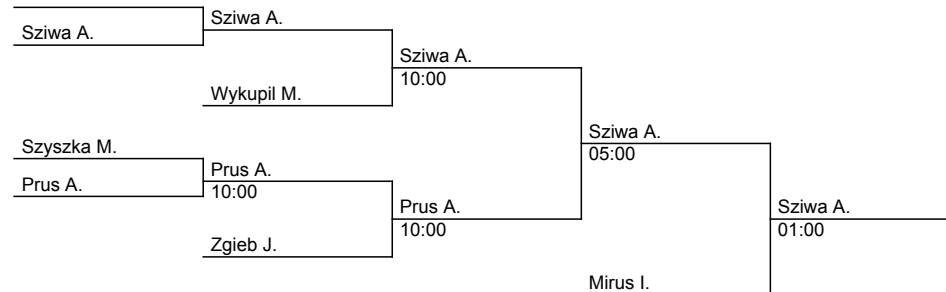 Sziwa A.
Sziwa A.
Sziwa A.
10:00
Wykupil M.
Sziwa A.
05:00
Szyszka M.
Prus A.
Prus A.
10:00
Prus A.
10:00
Sziwa A.
01:00
Zgieb J.
Mirus I.